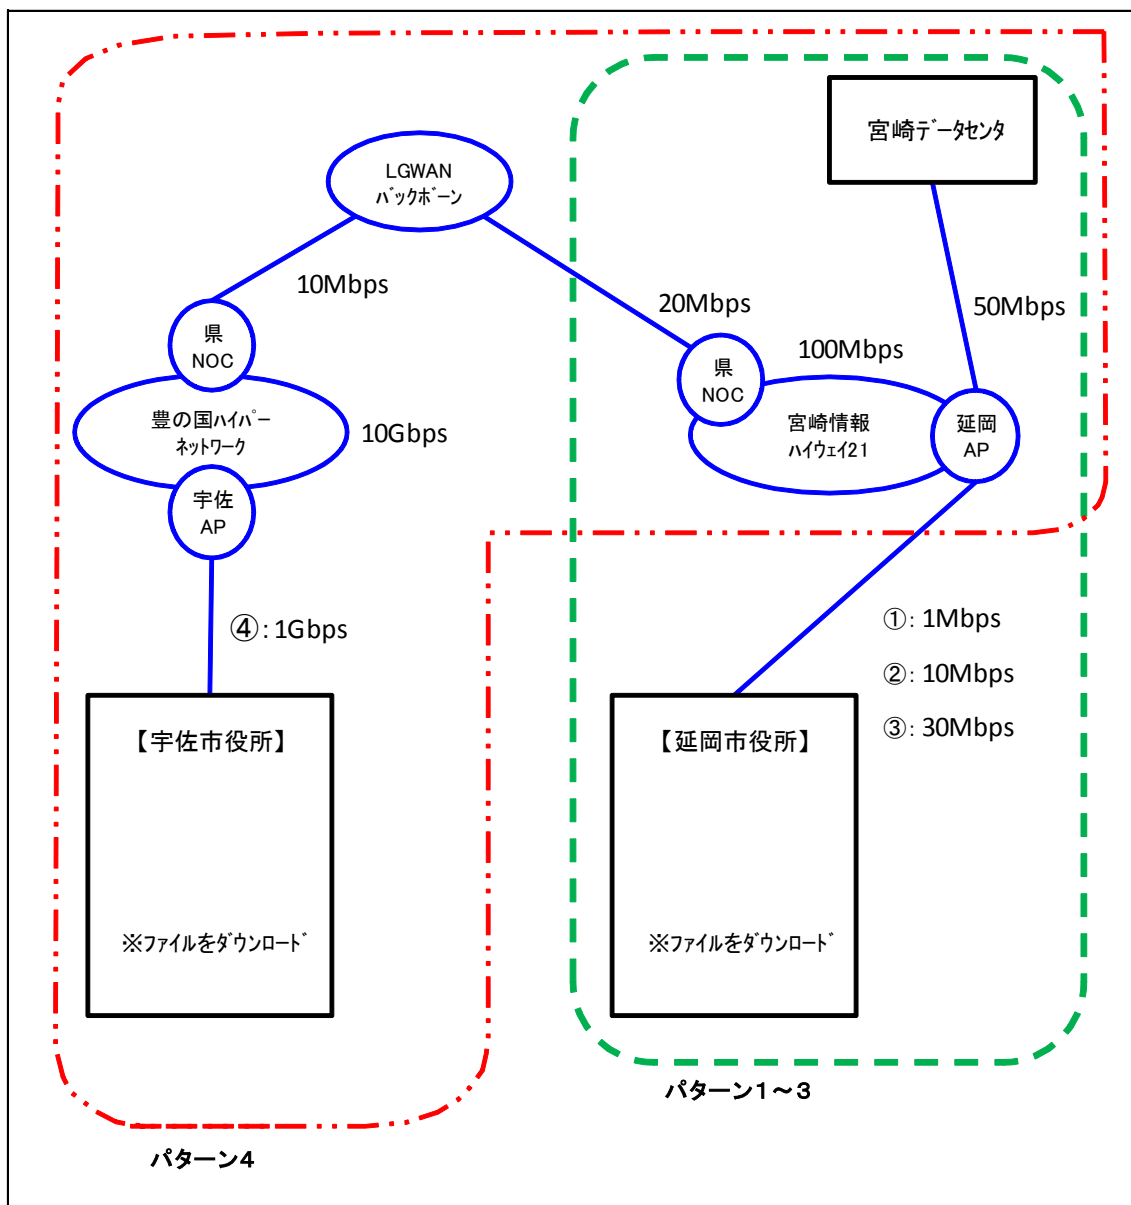 宮崎ﾃﾞｰﾀｾﾝﾀ
LGWAN
ﾊﾞｯｸﾎﾞｰﾝ
10Mbps
20Mbps
50Mbps
県
NOC
県
NOC
100Mbps
豊の国ﾊｲﾊﾟｰ
ﾈｯﾄﾜｰｸ
10Gbps
宮崎情報
ﾊｲｳｪｲ21
延岡
AP
宇佐
AP
④：1Gbps
①：1Mbps
②：10Mbps
③：30Mbps
【宇佐市役所】
【延岡市役所】
※ﾌｧｲﾙをﾀﾞｳﾝﾛｰﾄﾞ
※ﾌｧｲﾙをﾀﾞｳﾝﾛｰﾄﾞ
パターン１～３
パターン４